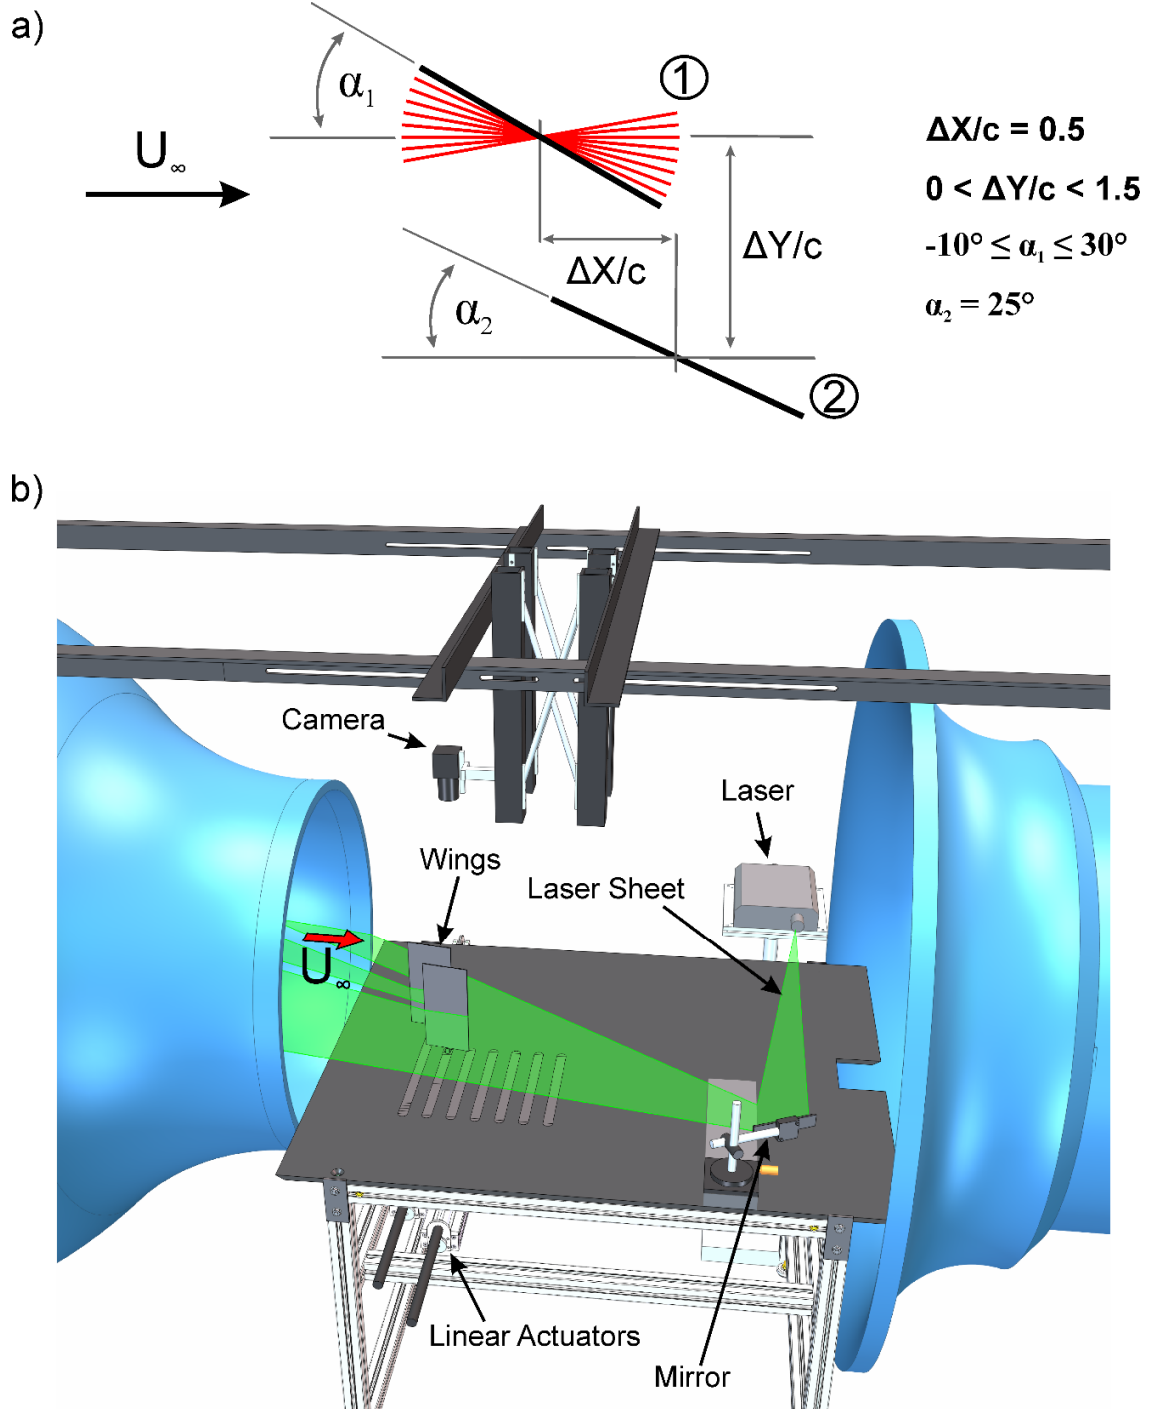 a)
α₁
①
U∞
ΔX/c = 0.5
0 < ΔY/c < 1.5
-10° ≤ α₁ ≤ 30°
α₂ = 25°
ΔX/c
ΔY/c
α₂
②
b)
Camera
Laser
Wings
Laser Sheet
U∞
Linear Actuators
Mirror